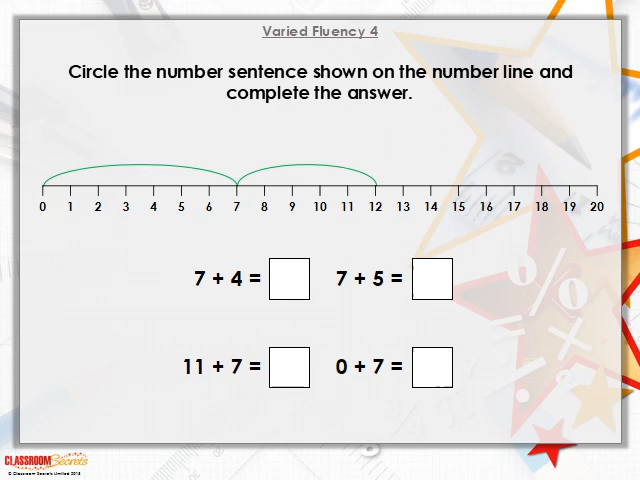 Varied Fluency 4
Circle the number sentence shown on the number line and
complete the answer.
0 1 2 3 4 5 6 7 8 9 10 11 12 13 14 15 16 17 18 19 20
7 + 4 = 7 + 5 =
11 + 7 = 0 + 7 =
CLASSROOM Secrets
© Classroom Secrets Limited 2018